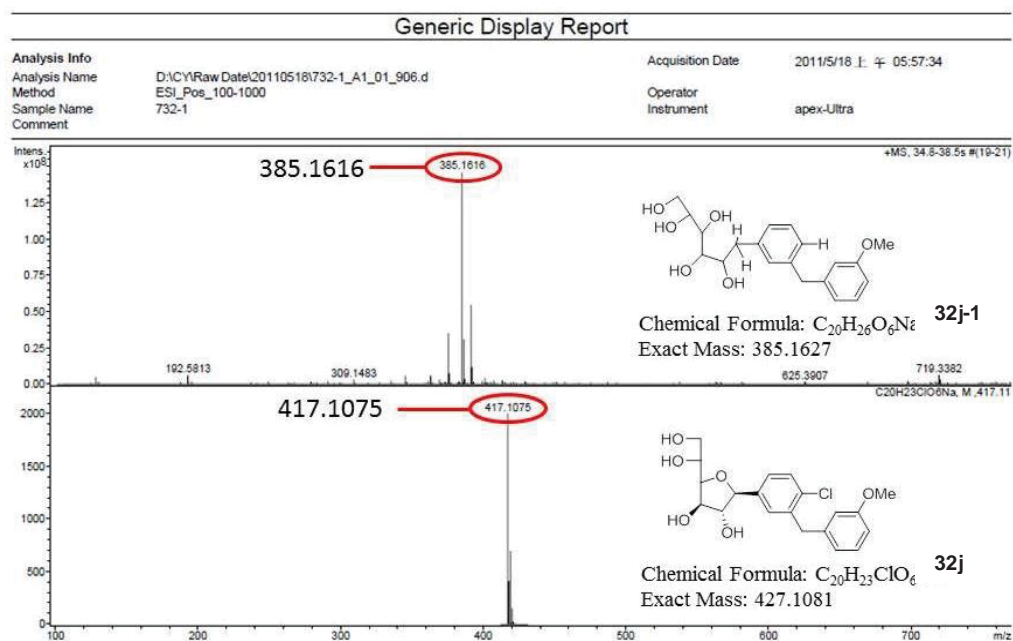 Generic Display Report
Analysis Info
Acquisition Date 2011/5/18 上午 05:57:34
Analysis Name D:\CY\Raw Date\20110518\732-1_A1_01_906.d
Method ESI_Pos_100-1000
Operator
Sample Name 732-1
Instrument apex-Ultra
Comment
Intens.
x10⁸
+MS, 34.8-38.5s #(19-21)
385.1616
385.1616
1.25
1.00
0.75
0.50
0.25
0.00
192.5813
309.1483
625.3907
719.3382
HO
HO
OH
H
H
HO
OH
H
OMe
Chemical Formula: C₂₀H₂₆O₆Na
32j-1
Exact Mass: 385.1627
C20H23ClO6Na, M ,417.11
417.1075
417.1075
2000
1500
1000
500
0
HO
HO
O
Cl
OMe
HO
OH
Chemical Formula: C₂₀H₂₃ClO₆
32j
Exact Mass: 427.1081
100 200 300 400 500 600 700 m/z